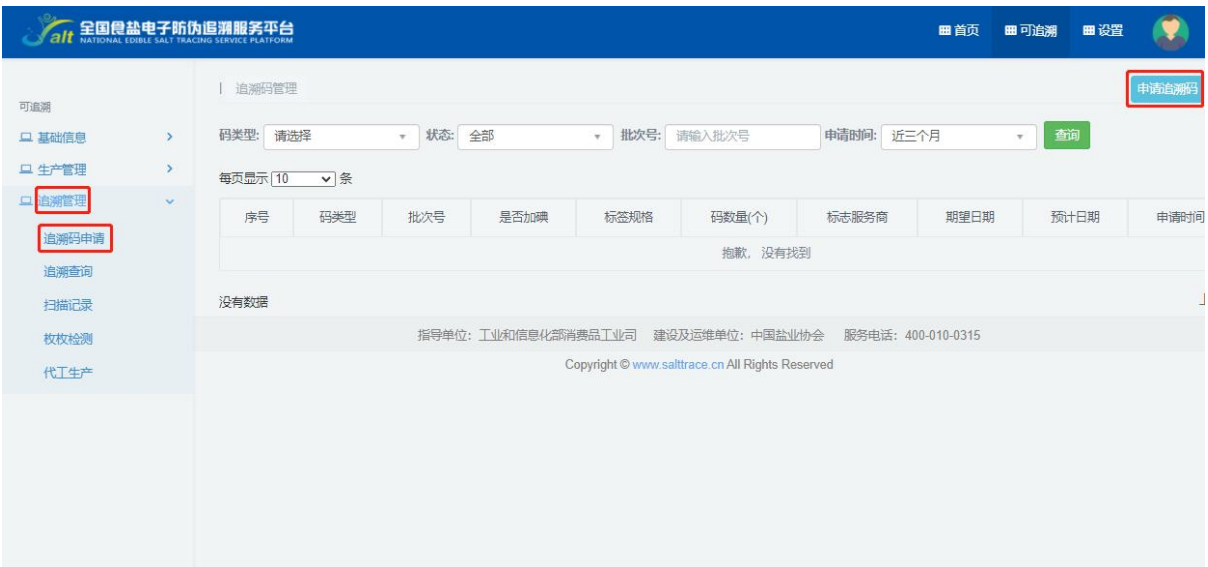 Salt 全国食盐电子防伪追溯服务平台
NATIONAL EDIBLE SALT TRACING SERVICE PLATFORM
首页 可追溯 设置
可追溯
基础信息
生产管理
追溯管理
追溯码申请
追溯查询
扫描记录
枚枚检测
代工生产
追溯码管理 申请追溯码
码类型: 请选择 状态: 全部 批次号: 请输入批次号 申请时间: 近三个月 查询
每页显示 10 条
序号 码类型 批次号 是否加碘 标签规格 码数量(个) 标志服务商 期望日期 预计日期 申请时间
抱歉, 没有找到
没有数据
指导单位: 工业和信息化部消费品工业司 建设及运维单位: 中国盐业协会 服务电话: 400-010-0315
Copyright © www.salttrace.cn All Rights Reserved